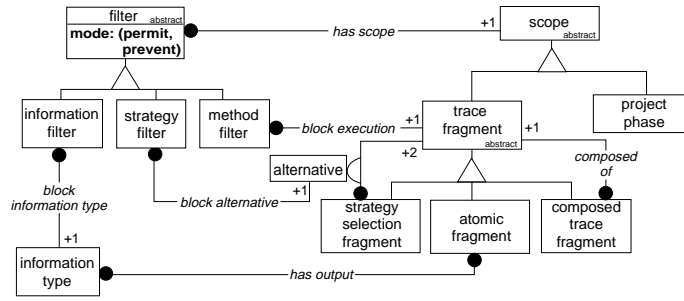 filter
abstract
mode: (permit,
prevent)
has scope
+1
scope
abstract
information
filter
strategy
filter
method
filter
block execution
+1
trace
fragment
abstract
+1
project
phase
+2
alternative
+1
composed
of
block
information type
block alternative
strategy
selection
fragment
atomic
fragment
composed
trace
fragment
+1
information
type
has output